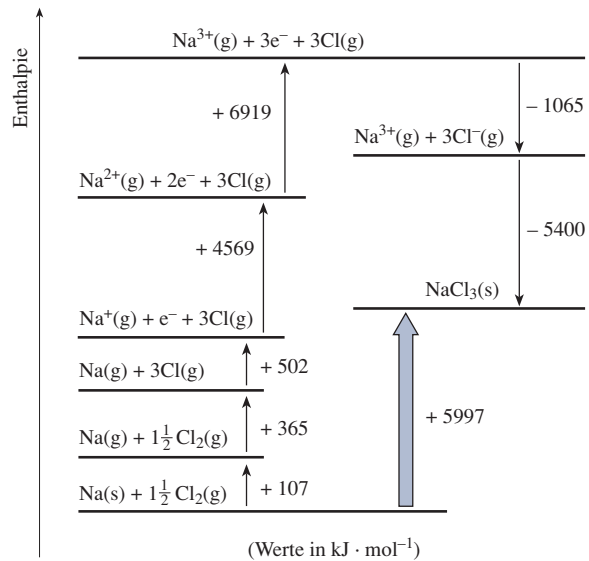 Enthalpie
Na³⁺(g) + 3e⁻ + 3Cl(g)
+ 6919
– 1065
Na³⁺(g) + 3Cl⁻(g)
Na²⁺(g) + 2e⁻ + 3Cl(g)
– 5400
+ 4569
NaCl₃(s)
Na⁺(g) + e⁻ + 3Cl(g)
+ 502
Na(g) + 3Cl(g)
+ 365
+ 5997
Na(g) + 1½ Cl₂(g)
+ 107
Na(s) + 1½ Cl₂(g)
(Werte in kJ · mol⁻¹)